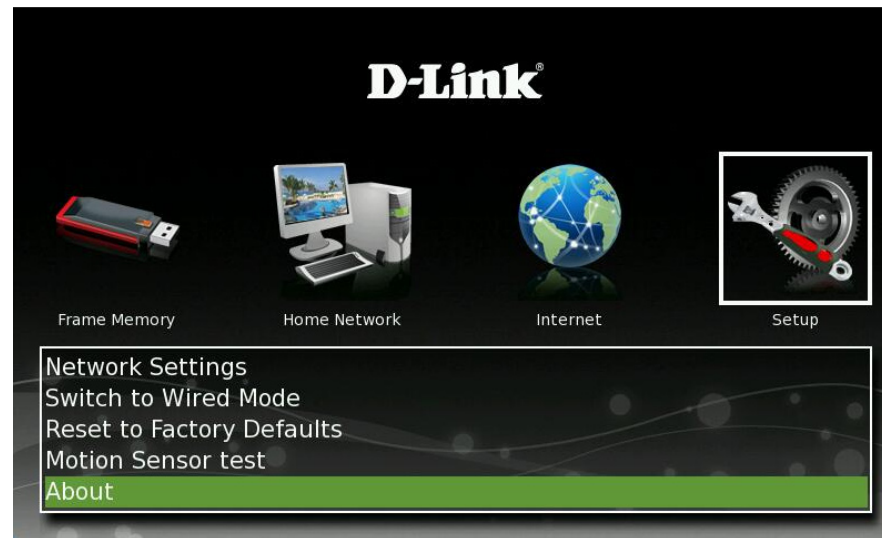 D-Link®
Frame Memory
Home Network
Internet
Setup
Network Settings
Switch to Wired Mode
Reset to Factory Defaults
Motion Sensor test
About